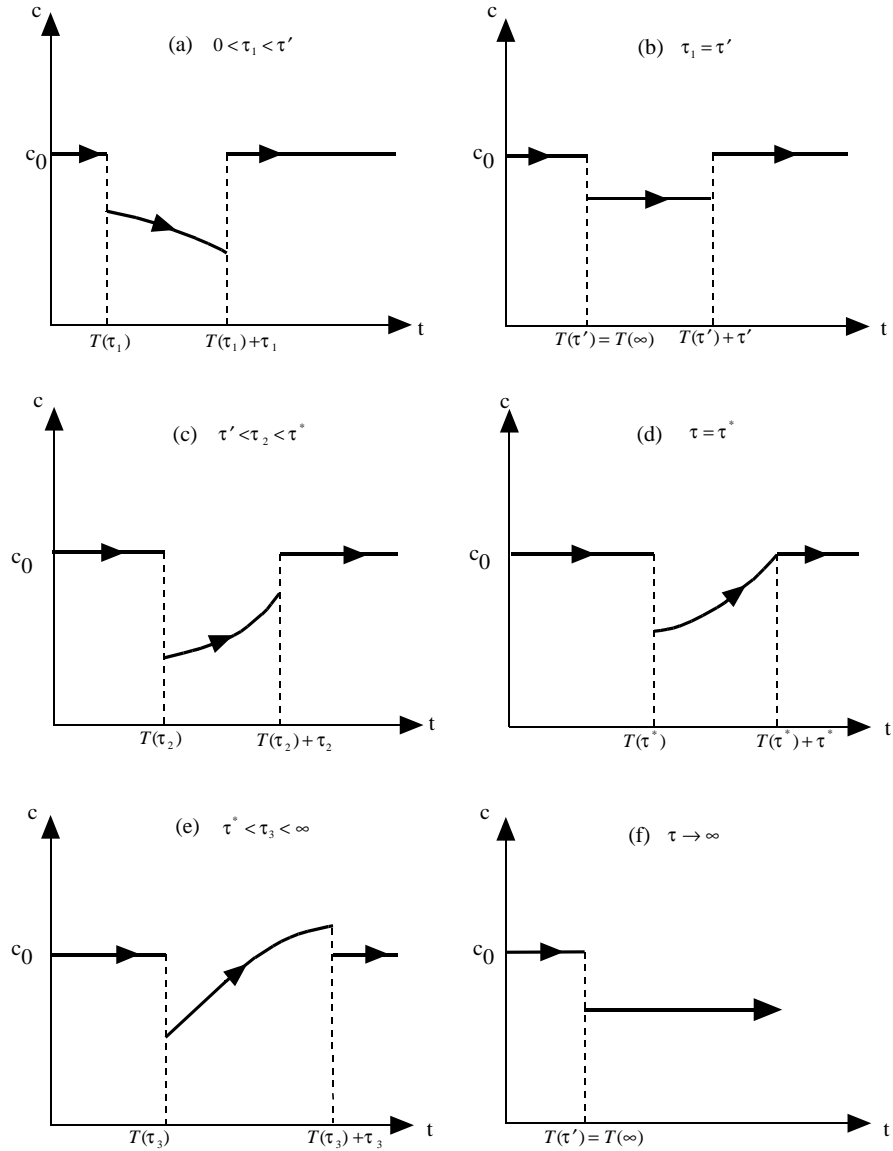 c
(a) 0 < τ₁ < τ′
c₀
t
T(τ₁)
T(τ₁)+τ₁
c
(b) τ₁ = τ′
c₀
t
T(τ′) = T(∞)
T(τ′) + τ′
c
(c) τ′ < τ₂ < τ*
c₀
t
T(τ₂)
T(τ₂) + τ₂
c
(d) τ = τ*
c₀
t
T(τ*)
T(τ*) + τ*
c
(e) τ* < τ₃ < ∞
c₀
t
T(τ₃)
T(τ₃) + τ₃
c
(f) τ → ∞
c₀
t
T(τ′) = T(∞)